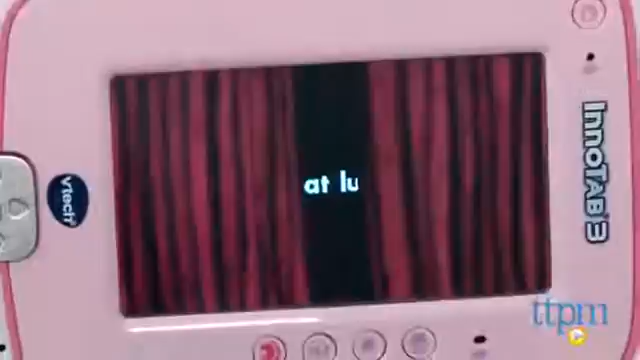 vtech
at lu
InnoTAB 3
ttpm